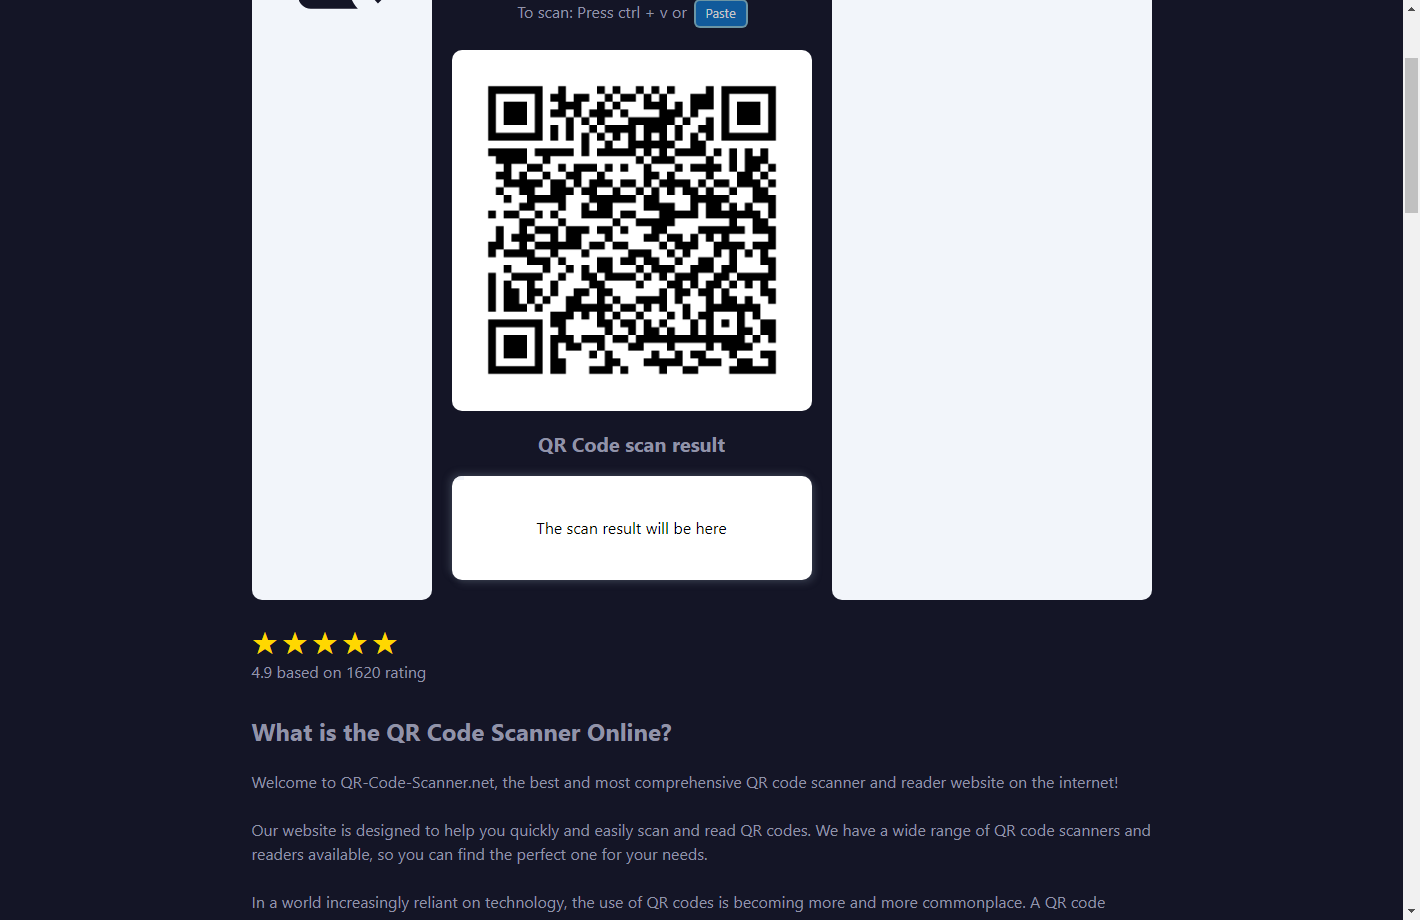 To scan: Press ctrl + v or Paste
QR Code scan result
The scan result will be here
4.9 based on 1620 rating
What is the QR Code Scanner Online?
Welcome to QR-Code-Scanner.net, the best and most comprehensive QR code scanner and reader website on the internet!
Our website is designed to help you quickly and easily scan and read QR codes. We have a wide range of QR code scanners and
readers available, so you can find the perfect one for your needs.
In a world increasingly reliant on technology, the use of QR codes is becoming more and more commonplace. A QR code